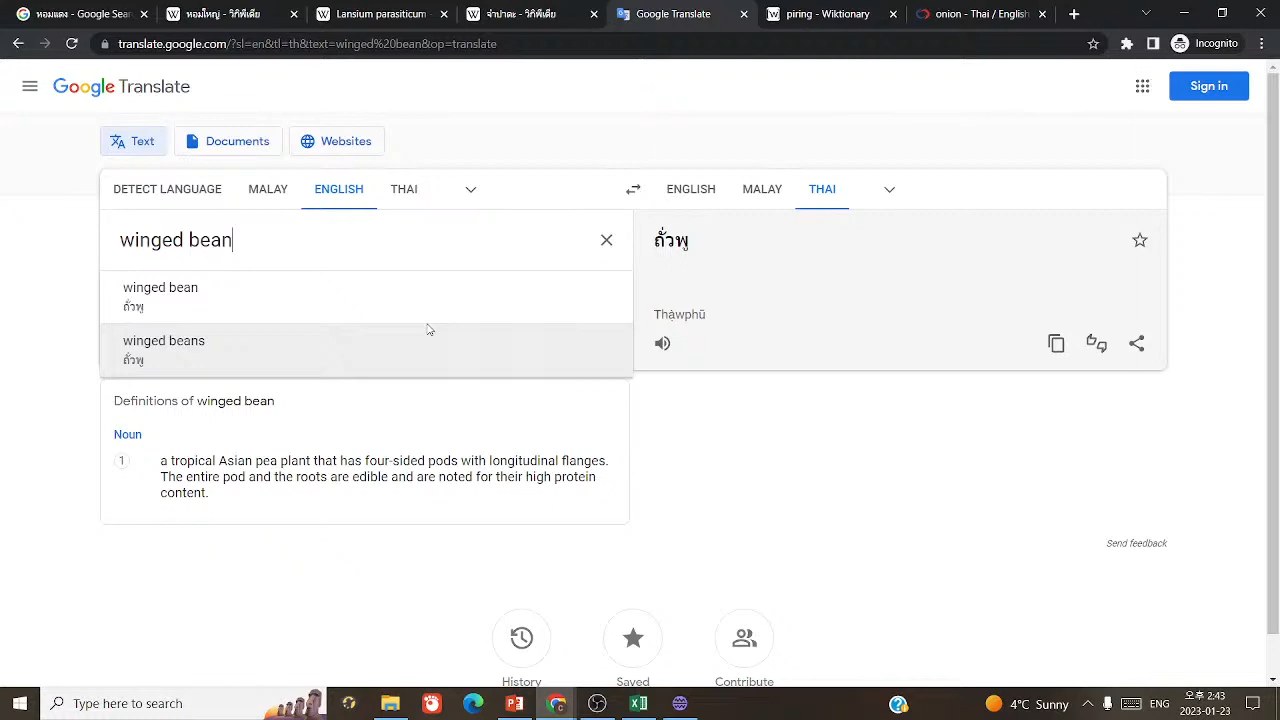 หอมแขก - Google Sear
หอมใหญ่ - วิกิพีเดีย
Lansium parasiticum -
จำปาดะ - วิกิพีเดีย
Google Translate
piring - Wiktionary
onion - Thai / English
translate.google.com/?sl=en&tl=th&text=winged%20bean&op=translate
Incognito
Google Translate
Sign in
Text
Documents
Websites
DETECT LANGUAGE
MALAY
ENGLISH
THAI
ENGLISH
MALAY
THAI
winged bean
ถั่วพู
winged bean
ถั่วพู
Thạwphū
winged beans
ถั่วพู
Definitions of winged bean
Noun
1
a tropical Asian pea plant that has four-sided pods with longitudinal flanges.
The entire pod and the roots are edible and are noted for their high protein
content.
Send feedback
History
Saved
Contribute
Type here to search
4°C Sunny
ENG
오후 2:43
2023-01-23